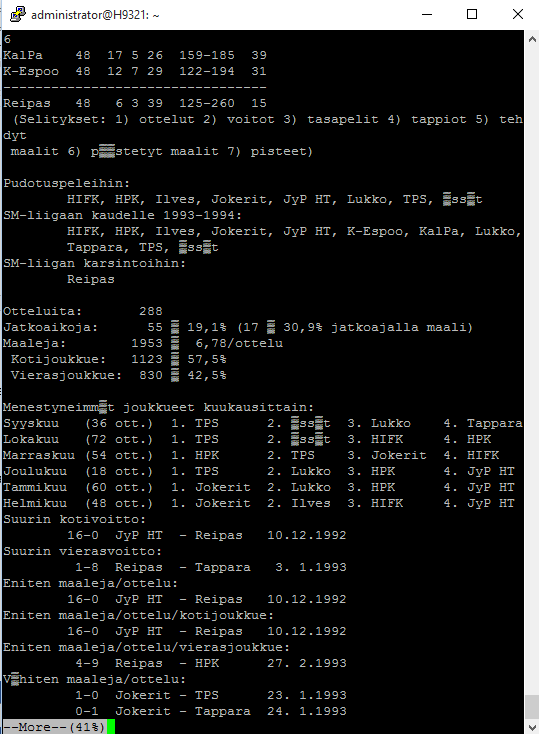 administrator@H9321: ~
6
KalPa    48  17 5 26  159-185  39
K-Espoo  48  12 7 29  122-194  31
---------------------------------
Reipas   48   6 3 39  125-260  15
 (Selitykset: 1) ottelut 2) voitot 3) tasapelit 4) tappiot 5) teh
dyt
 maalit 6) p▒▒stetyt maalit 7) pisteet)
Pudotuspeleihin:
        HIFK, HPK, Ilves, Jokerit, JyP HT, Lukko, TPS, ▒ss▒t
SM-liigaan kaudelle 1993-1994:
        HIFK, HPK, Ilves, Jokerit, JyP HT, K-Espoo, KalPa, Lukko,
        Tappara, TPS, ▒ss▒t
SM-liigan karsintoihin:
        Reipas
Otteluita:       288
Jatkoaikoja:      55 ▒ 19,1% (17 ▒ 30,9% jatkoajalla maali)
Maaleja:        1953 ▒  6,78/ottelu
 Kotijoukkue:   1123 ▒ 57,5%
 Vierasjoukkue:  830 ▒ 42,5%
Menestyneimm▒t joukkueet kuukausittain:
Syyskuu   (36 ott.)  1. TPS      2. ▒ss▒t  3. Lukko    4. Tappara
Lokakuu   (72 ott.)  1. TPS      2. ▒ss▒t  3. HIFK     4. HPK
Marraskuu (54 ott.)  1. HPK      2. TPS    3. Jokerit  4. HIFK
Joulukuu  (18 ott.)  1. TPS      2. Lukko  3. HPK      4. JyP HT
Tammikuu  (60 ott.)  1. Jokerit  2. Lukko  3. HPK      4. JyP HT
Helmikuu  (48 ott.)  1. Jokerit  2. Ilves  3. HIFK     4. JyP HT
Suurin kotivoitto:
        16-0  JyP HT  - Reipas   10.12.1992
Suurin vierasvoitto:
         1-8  Reipas  - Tappara   3. 1.1993
Eniten maaleja/ottelu:
        16-0  JyP HT  - Reipas   10.12.1992
Eniten maaleja/ottelu/kotijoukkue:
        16-0  JyP HT  - Reipas   10.12.1992
Eniten maaleja/ottelu/vierasjoukkue:
         4-9  Reipas  - HPK      27. 2.1993
V▒hiten maaleja/ottelu:
         1-0  Jokerit - TPS      23. 1.1993
         0-1  Jokerit - Tappara  24. 1.1993
--More--(41%)